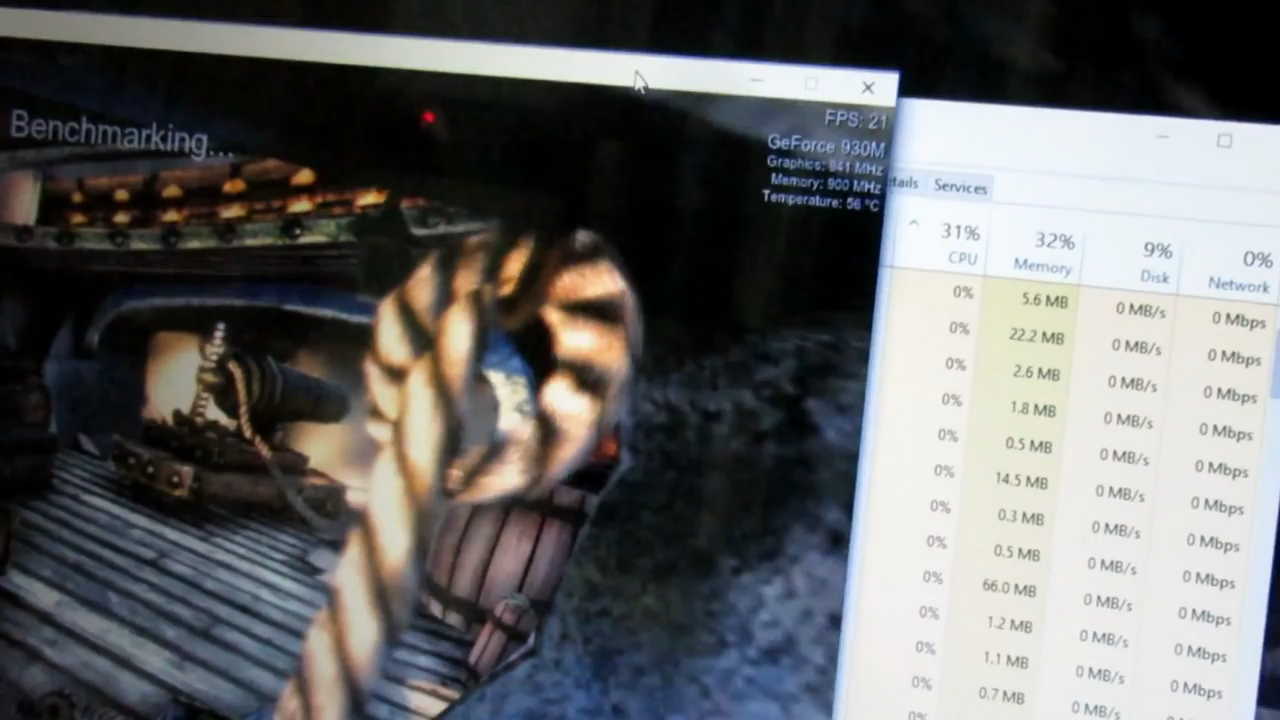 Benchmarking...
FPS: 21
GeForce 930M
Graphics: 941 MHz
Memory: 900 MHz
Temperature: 56 °C
tails Services
31% 32% 9% 0%
CPU Memory Disk Network
0% 5.6 MB 0 MB/s 0 Mbps
0% 22.2 MB 0 MB/s 0 Mbps
0% 2.6 MB 0 MB/s 0 Mbps
0% 1.8 MB 0 MB/s 0 Mbps
0% 0.5 MB 0 MB/s 0 Mbps
0% 14.5 MB 0 MB/s 0 Mbps
0% 0.3 MB 0 MB/s 0 Mbps
0% 0.5 MB 0 MB/s 0 Mbps
0% 66.0 MB 0 MB/s 0 Mbps
0% 1.2 MB 0 MB/s 0 Mbps
0% 1.1 MB 0 MB/s 0 Mbps
0% 0.7 MB 0 MB/s
0%